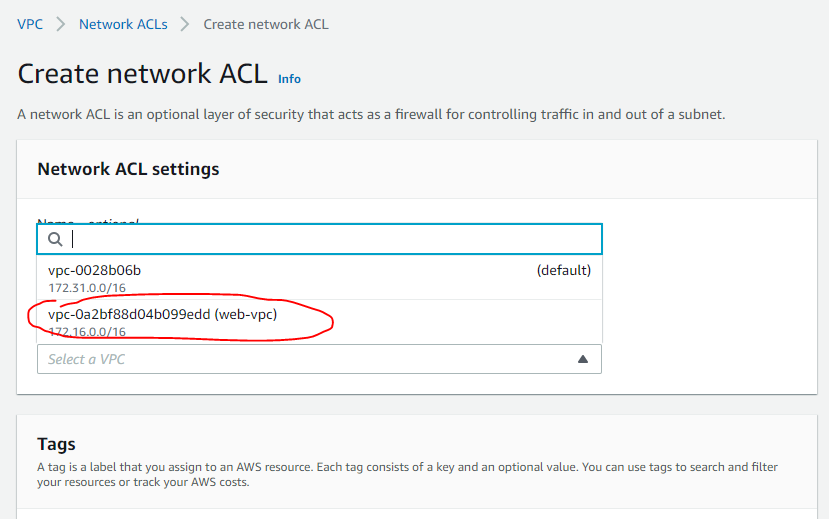 VPC > Network ACLs > Create network ACL
Create network ACL Info
A network ACL is an optional layer of security that acts as a firewall for controlling traffic in and out of a subnet.
Network ACL settings
Name - optional
vpc-0028b06b (default)
172.31.0.0/16
vpc-0a2bf88d04b099edd (web-vpc)
172.16.0.0/16
Select a VPC
Tags
A tag is a label that you assign to an AWS resource. Each tag consists of a key and an optional value. You can use tags to search and filter
your resources or track your AWS costs.